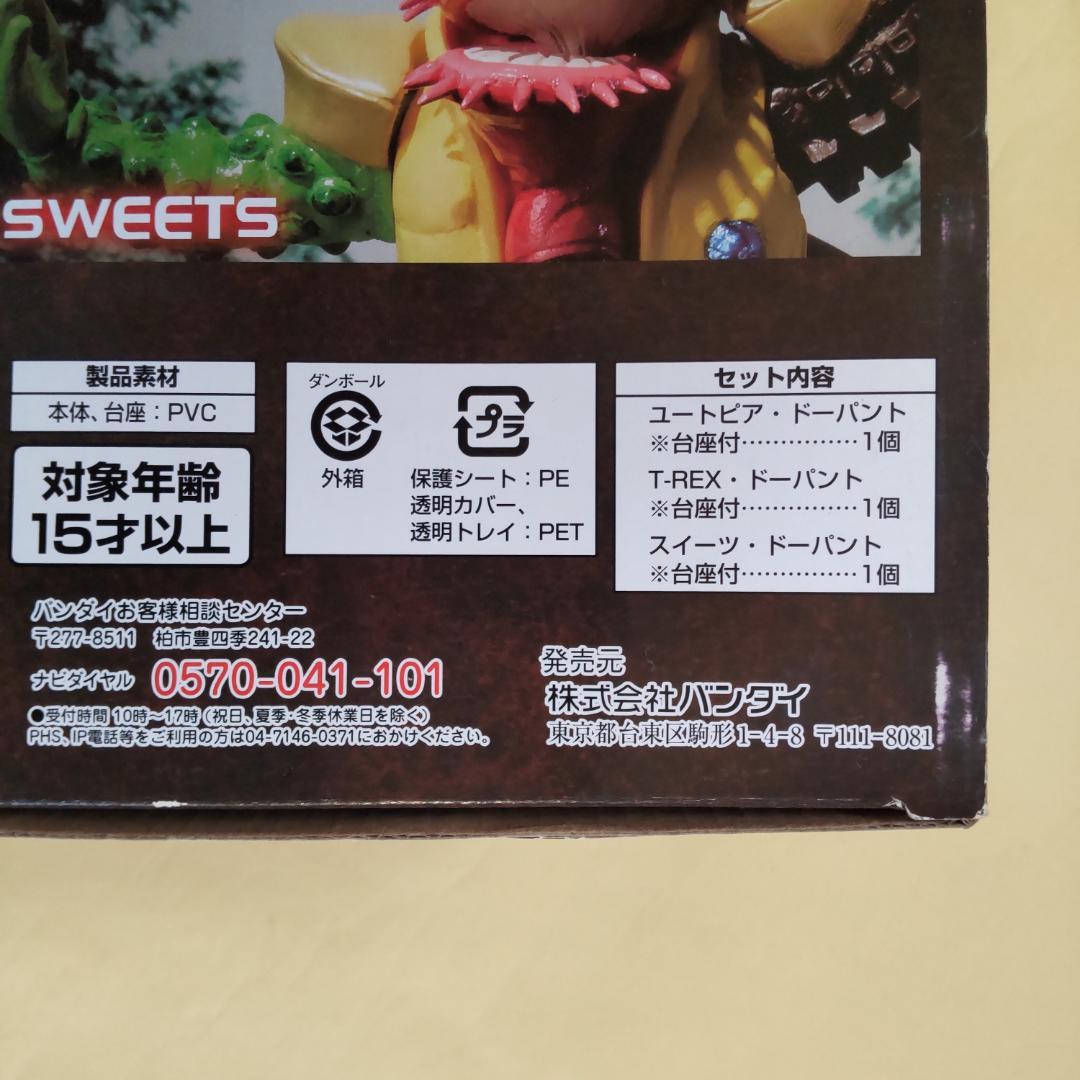 SWEETS
製品素材
本体、台座：PVC
対象年齢
15才以上
ダンボール
外箱
プラ
保護シート：PE
透明カバー、
透明トレイ：PET
セット内容
ユートピア・ドーパント
※台座付……………1個
T-REX・ドーパント
※台座付……………1個
スイーツ・ドーパント
※台座付……………1個
バンダイお客様相談センター
〒277-8511 柏市豊四季241-22
ナビダイヤル 0570-041-101
●受付時間 10時～17時（祝日、夏季・冬季休業日を除く）
PHS、IP電話等をご利用の方は04-7146-0371におかけください。
発売元
株式会社バンダイ
東京都台東区駒形1-4-8 〒111-8081